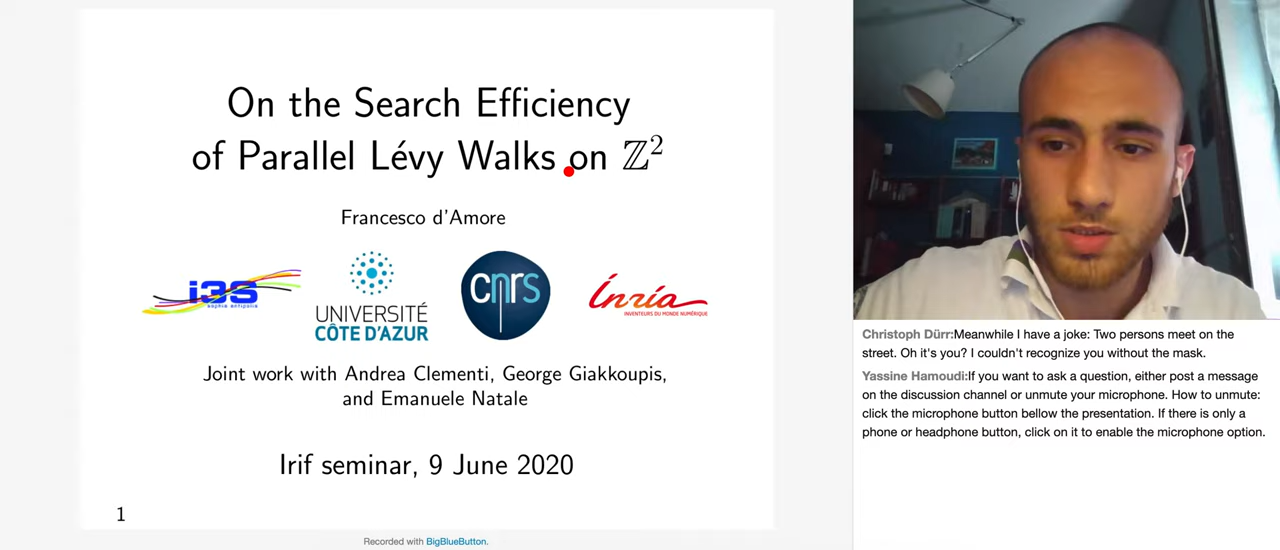 On the Search Efficiency
of Parallel Lévy Walks on ℤ²
Francesco d'Amore
i3S
sophia antipolis
UNIVERSITÉ
CÔTE D'AZUR
cnrs
Inria
INVENTEURS DU MONDE NUMÉRIQUE
Joint work with Andrea Clementi, George Giakkoupis,
and Emanuele Natale
Irif seminar, 9 June 2020
1
Recorded with BigBlueButton.
Christoph Dürr:Meanwhile I have a joke: Two persons meet on the
street. Oh it's you? I couldn't recognize you without the mask.
Yassine Hamoudi:If you want to ask a question, either post a message
on the discussion channel or unmute your microphone. How to unmute:
click the microphone button bellow the presentation. If there is only a
phone or headphone button, click on it to enable the microphone option.